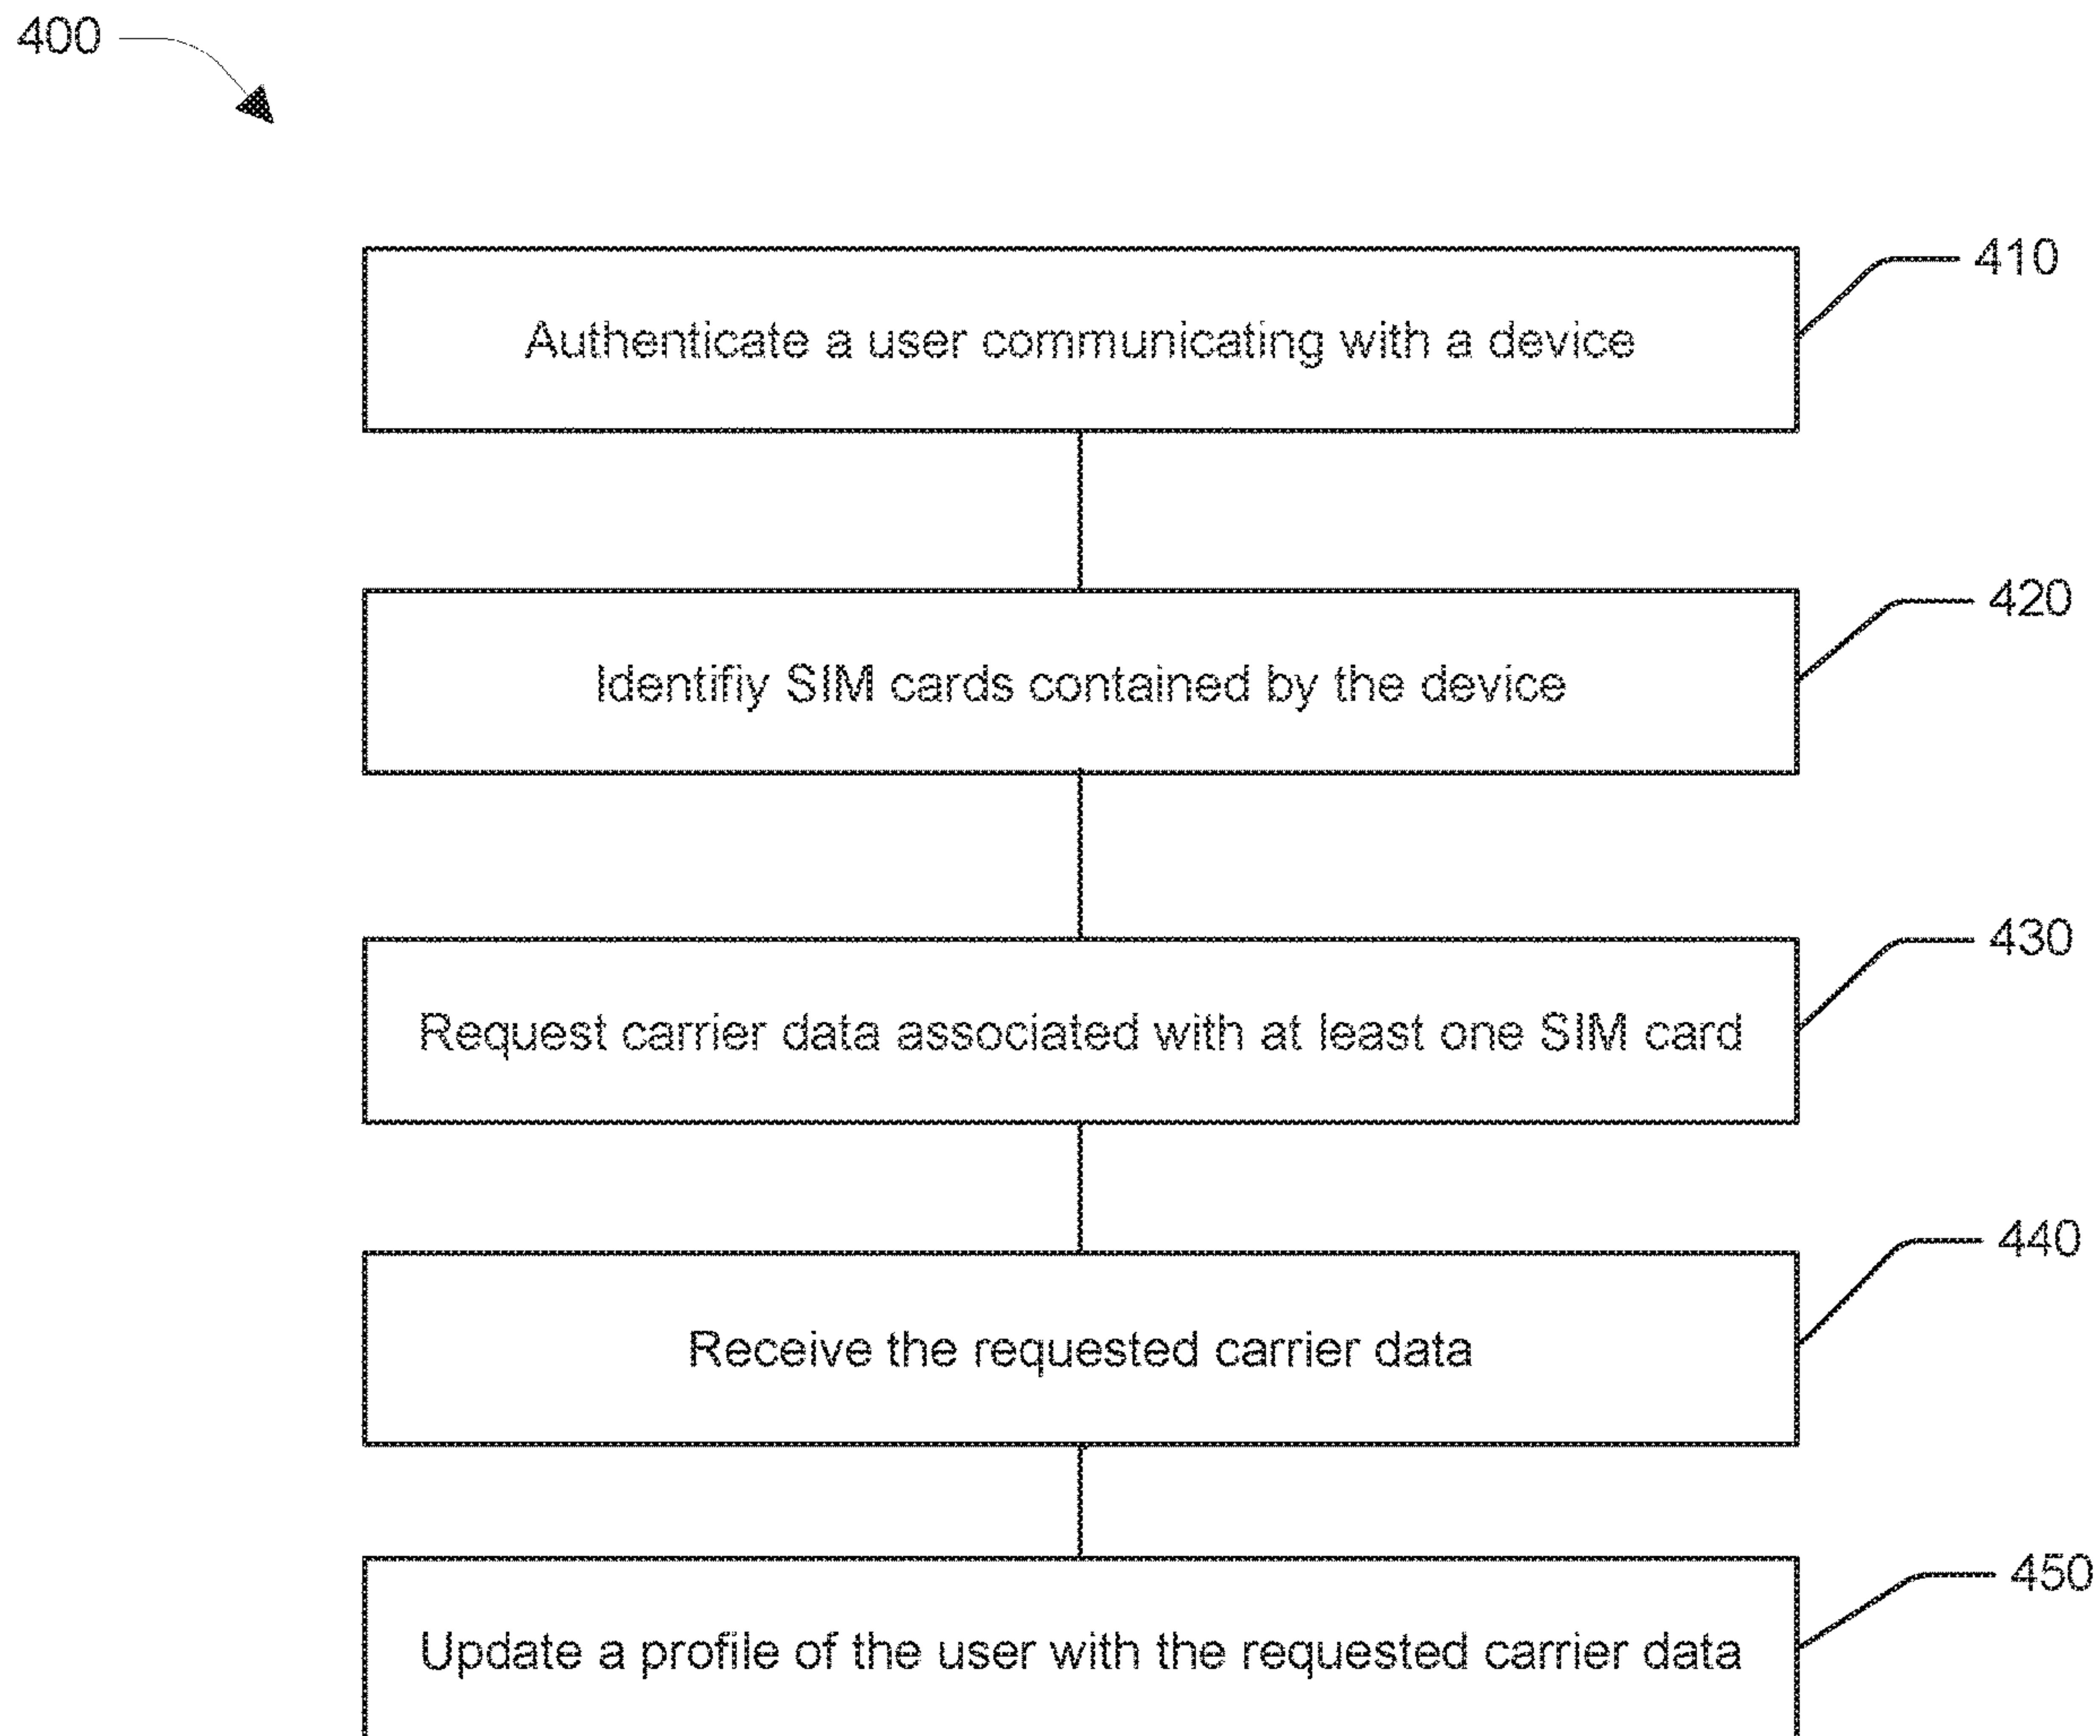 400
410
Authenticate a user communicating with a device
420
Identifiy SIM cards contained by the device
430
Request carrier data associated with at least one SIM card
440
Receive the requested carrier data
450
Update a profile of the user with the requested carrier data